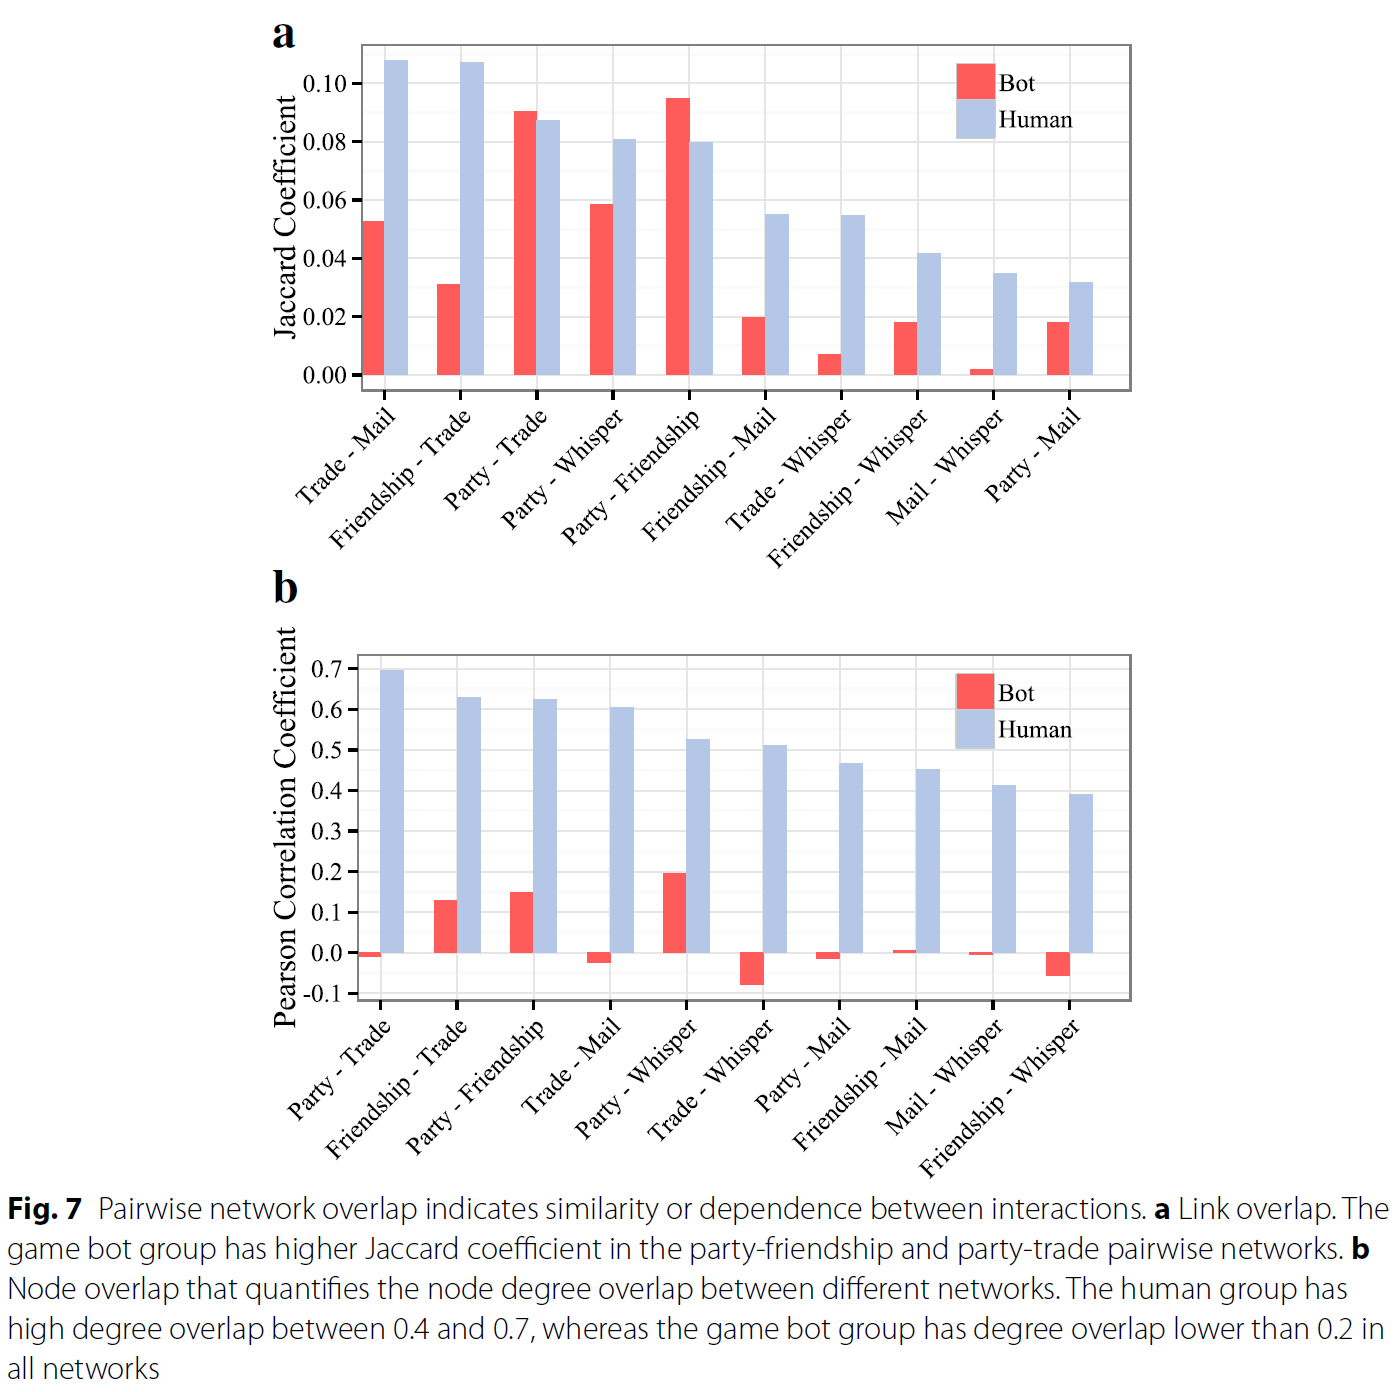 a
Jaccard Coefficient
0.10
0.08
0.06
0.04
0.02
0.00
Bot
Human
Trade - Mail
Friendship - Trade
Party - Trade
Party - Whisper
Party - Friendship
Friendship - Mail
Trade - Whisper
Friendship - Whisper
Mail - Whisper
Party - Mail
b
Pearson Correlation Coefficient
0.7
0.6
0.5
0.4
0.3
0.2
0.1
0.0
-0.1
Bot
Human
Party - Trade
Friendship - Trade
Party - Friendship
Trade - Mail
Party - Whisper
Trade - Whisper
Party - Mail
Friendship - Mail
Mail - Whisper
Friendship - Whisper
Fig. 7 Pairwise network overlap indicates similarity or dependence between interactions. a Link overlap. The
game bot group has higher Jaccard coefficient in the party-friendship and party-trade pairwise networks. b
Node overlap that quantifies the node degree overlap between different networks. The human group has
high degree overlap between 0.4 and 0.7, whereas the game bot group has degree overlap lower than 0.2 in
all networks